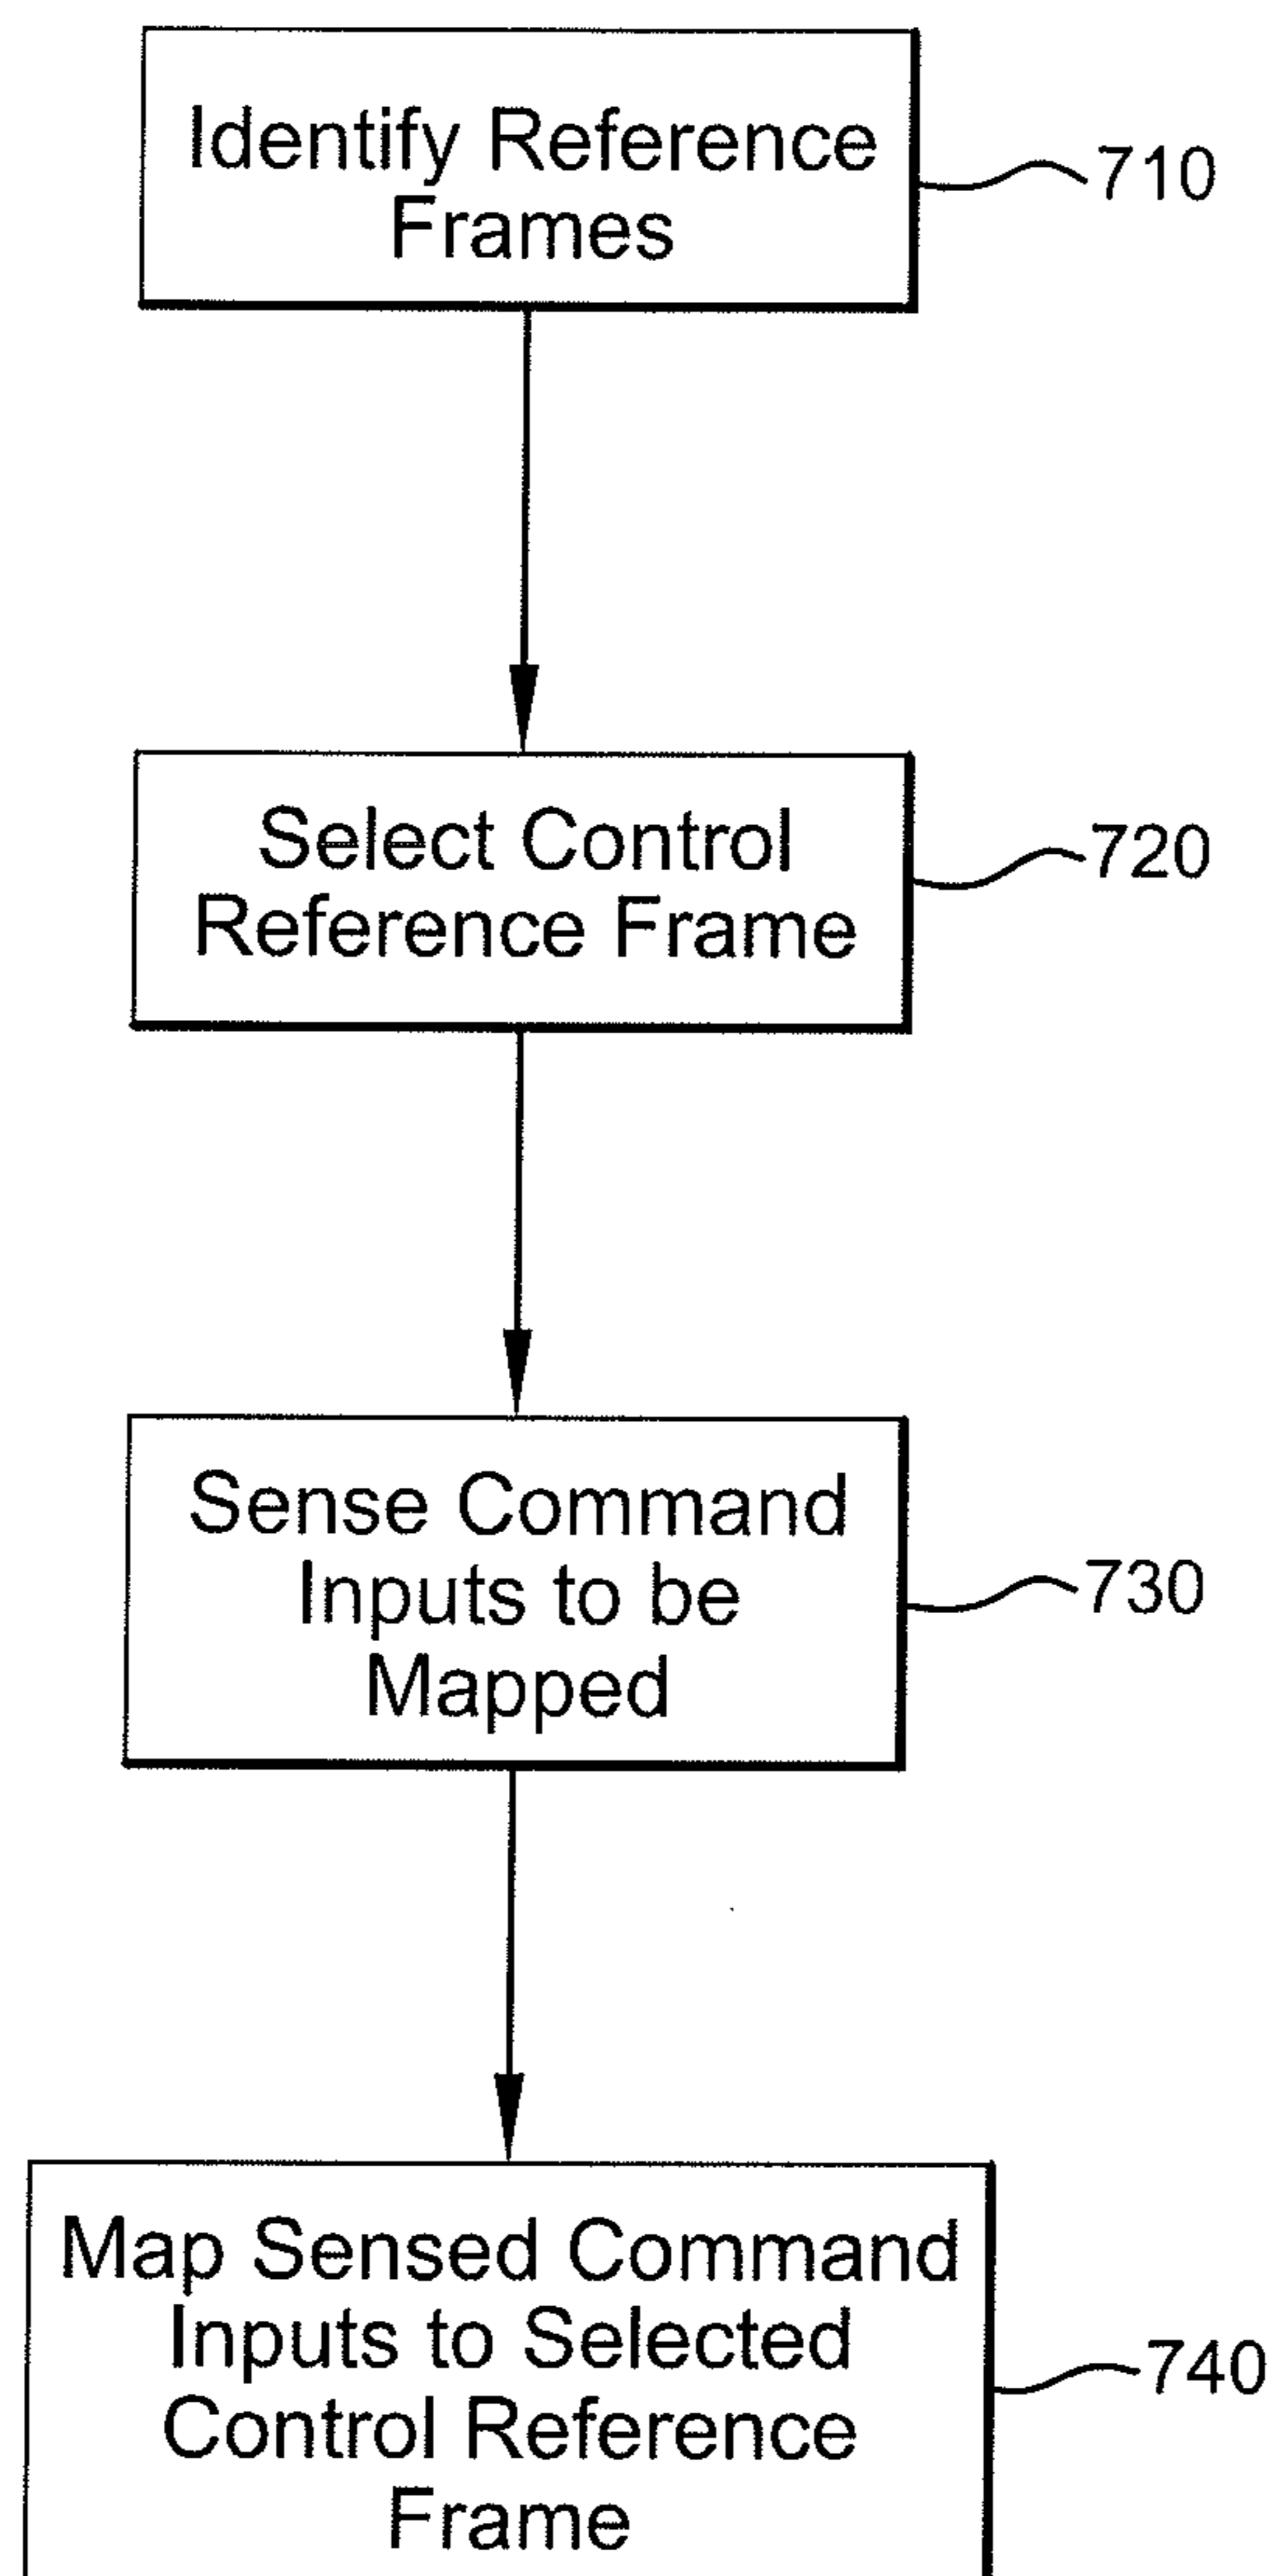 Identify Reference
Frames
710
Select Control
Reference Frame
720
Sense Command
Inputs to be
Mapped
730
Map Sensed Command
Inputs to Selected
Control Reference
Frame
740